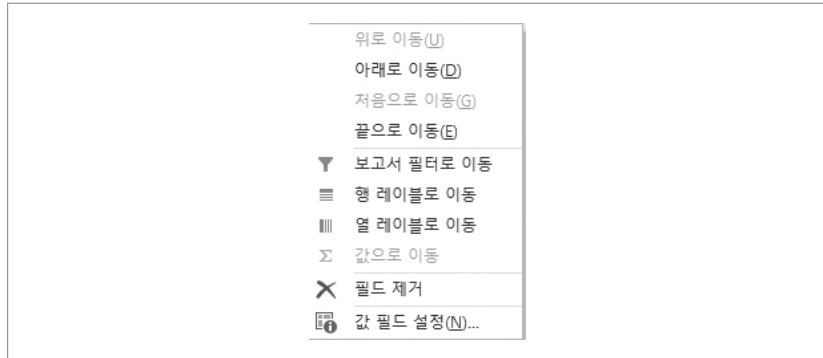 위로 이동(U)
아래로 이동(D)
처음으로 이동(G)
끝으로 이동(E)
보고서 필터로 이동
행 레이블로 이동
열 레이블로 이동
Σ 값으로 이동
필드 제거
값 필드 설정(N)...